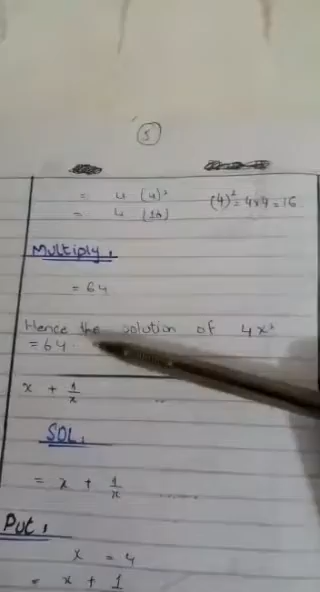 5
= 4 (4)² (4)² = 4×4 = 16
= 4 (16)
Multiply,
= 64
Hence the solution of 4x²
= 64.
x + 1/x ..
SOL,
= x + 1/x ......
Put,
x = 4
= x + 1